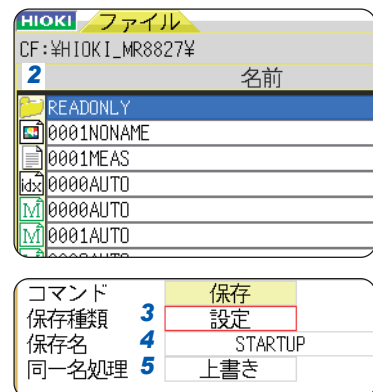 HIOKI ファイル
CF:¥HIOKI_MR8827¥
2 名前
READONLY
0001NONAME
0001MEAS
idx 0000AUTO
M 0000AUTO
M 0001AUTO
コマンド 保存
保存種類 3 設定
保存名 4 STARTUP
同一名処理 5 上書き